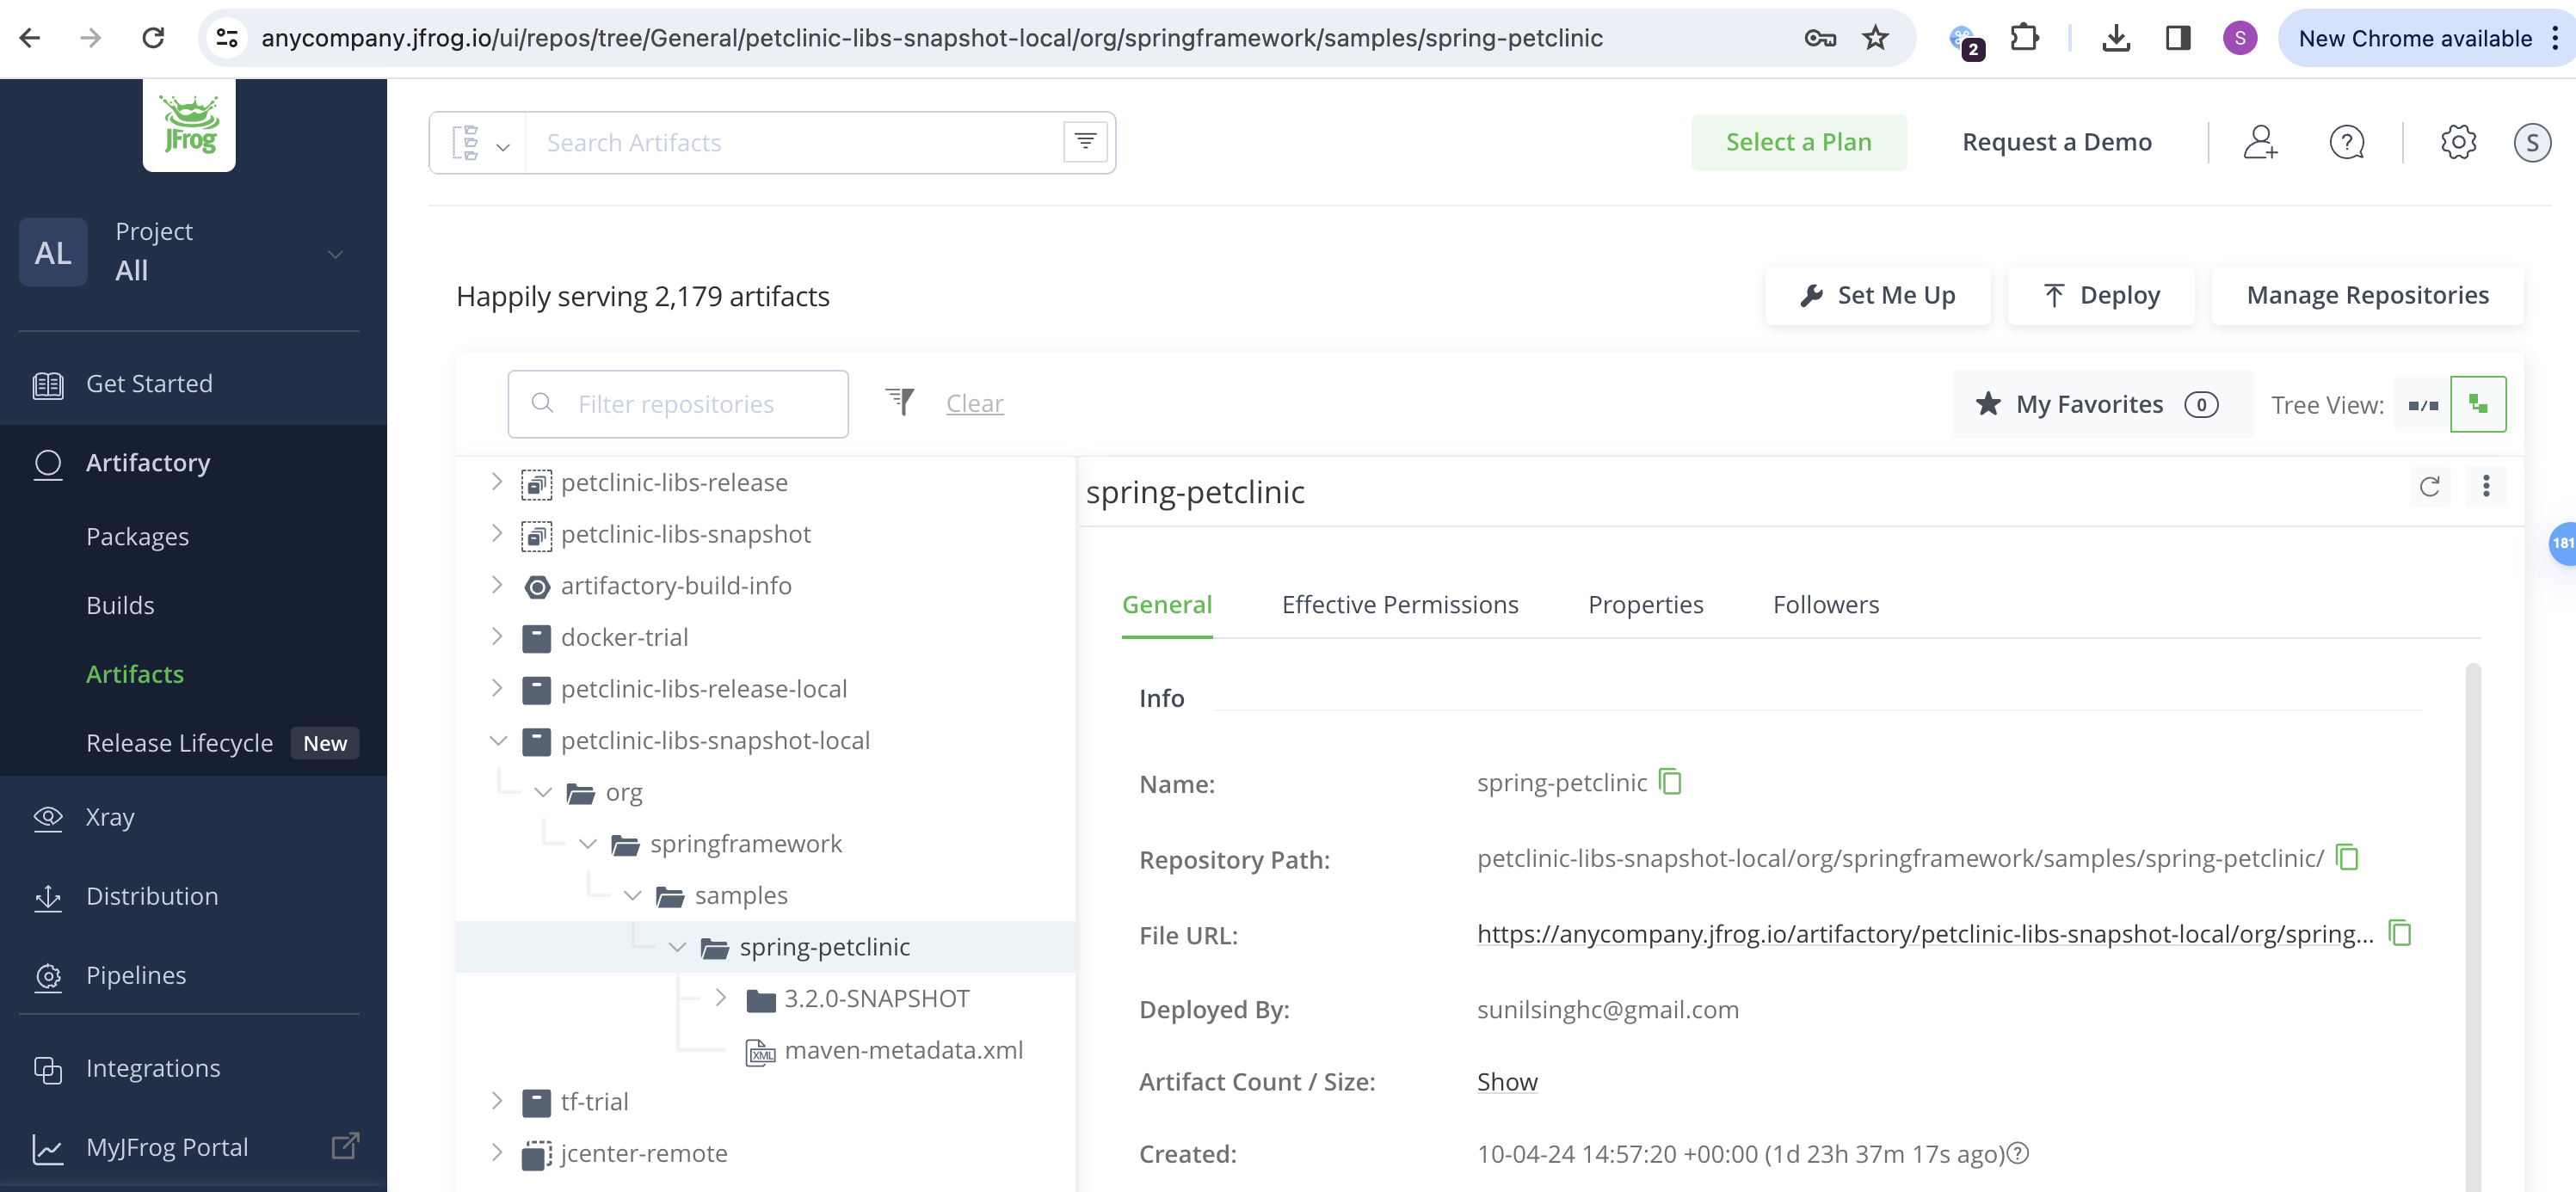 anycompany.jfrog.io/ui/repos/tree/General/petclinic-libs-snapshot-local/org/springframework/samples/spring-petclinic
2
S
New Chrome available
JFrog
Search Artifacts
Select a Plan
Request a Demo
S
AL
Project
All
Happily serving 2,179 artifacts
Set Me Up
Deploy
Manage Repositories
Get Started
Artifactory
Packages
Builds
Artifacts
Release Lifecycle New
Xray
Distribution
Pipelines
Integrations
MyJFrog Portal
Filter repositories
Clear
My Favorites 0
Tree View:
petclinic-libs-release
petclinic-libs-snapshot
artifactory-build-info
docker-trial
petclinic-libs-release-local
petclinic-libs-snapshot-local
org
springframework
samples
spring-petclinic
3.2.0-SNAPSHOT
XML maven-metadata.xml
tf-trial
jcenter-remote
spring-petclinic
181
General Effective Permissions Properties Followers
Info
Name: spring-petclinic
Repository Path: petclinic-libs-snapshot-local/org/springframework/samples/spring-petclinic/
File URL: https://anycompany.jfrog.io/artifactory/petclinic-libs-snapshot-local/org/spring...
Deployed By: sunilsinghc@gmail.com
Artifact Count / Size: Show
Created: 10-04-24 14:57:20 +00:00 (1d 23h 37m 17s ago)